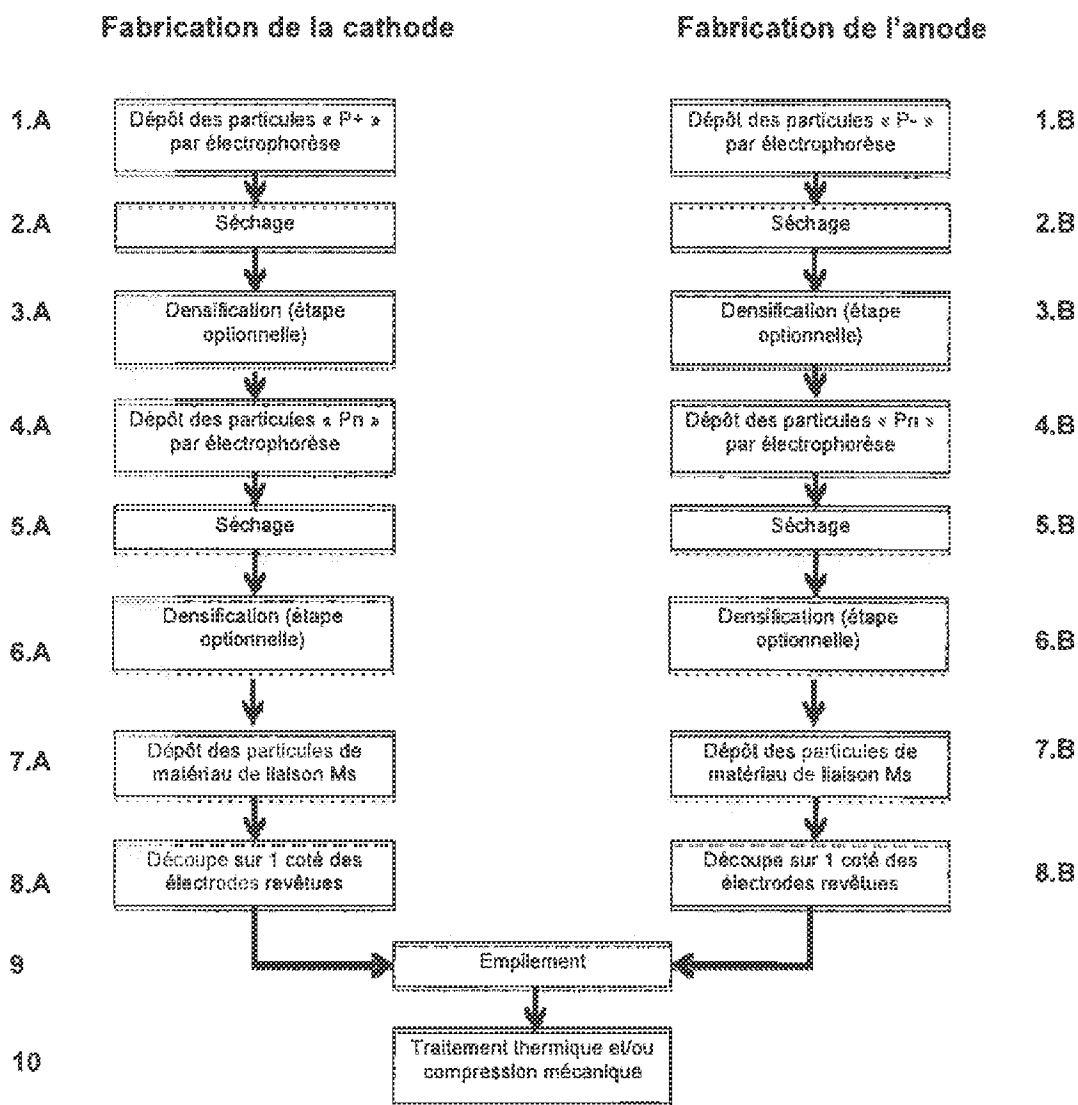 Fabrication de la cathode
Fabrication de l'anode
1.A
Dépôt des particules « P+ »
par électrophorèse
Dépôt des particules « P- »
par électrophorèse
1.B
2.A
Séchage
Séchage
2.B
3.A
Densification (étape
optionnelle)
Densification (étape
optionnelle)
3.B
4.A
Dépôt des particules « Pn »
par électrophorèse
Dépôt des particules « Pn »
par électrophorèse
4.B
5.A
Séchage
Séchage
5.B
6.A
Densification (étape
optionnelle)
Densification (étape
optionnelle)
6.B
7.A
Dépôt des particules de
matériau de liaison Ms
Dépôt des particules de
matériau de liaison Ms
7.B
8.A
Découpe sur 1 coté des
électrodes revêtues
Découpe sur 1 coté des
électrodes revêtues
8.B
9
Empilement
10
Traitement thermique et/ou
compression mécanique